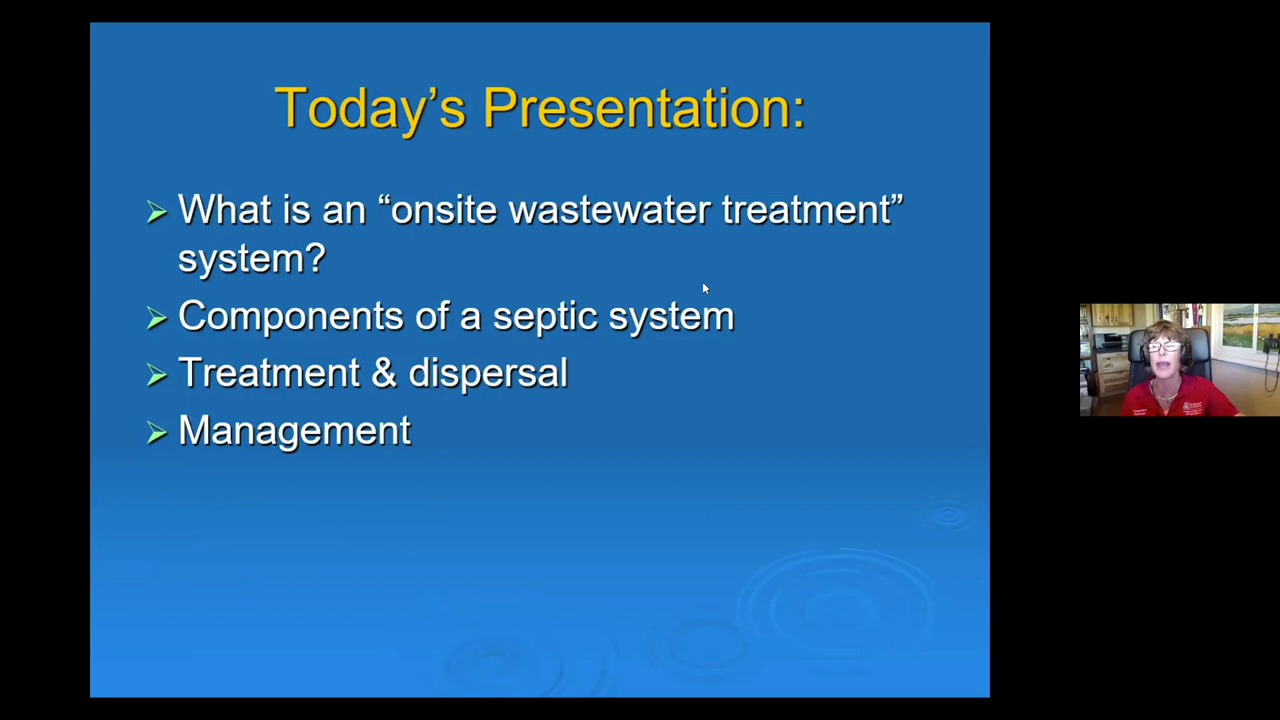 Today’s Presentation:
What is an “onsite wastewater treatment”
system?
Components of a septic system
Treatment & dispersal
Management